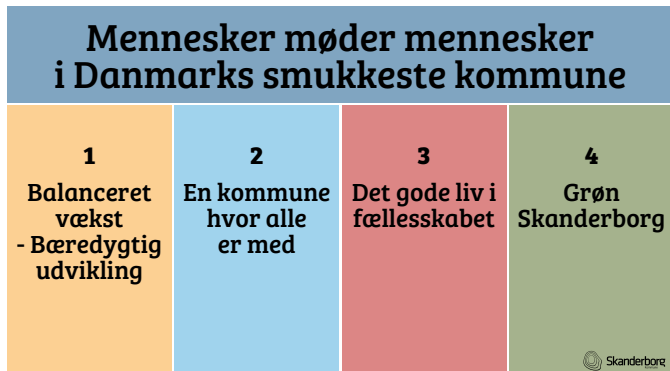 Mennesker møder mennesker
i Danmarks smukkeste kommune
1
Balanceret
vækst
- Bæredygtig
udvikling
2
En kommune
hvor alle
er med
3
Det gode liv i
fællesskabet
4
Grøn
Skanderborg
Skanderborg